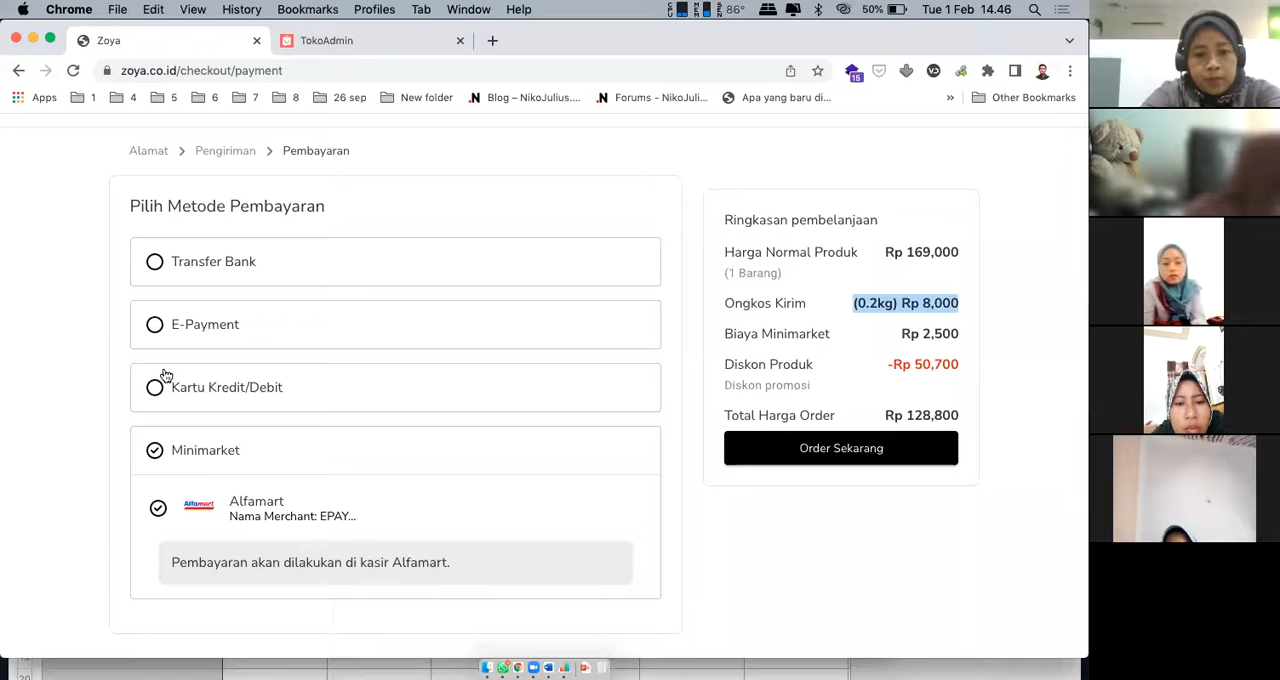 Chrome File Edit View History Bookmarks Profiles Tab Window Help 86° 50% Tue 1 Feb 14.46
Zoya TokoAdmin
zoya.co.id/checkout/payment 15
Apps 1 4 5 6 7 8 26 sep New folder Blog – NikoJulius.... Forums - NikoJuli... Apa yang baru di... » Other Bookmarks
Alamat Pengiriman Pembayaran
Pilih Metode Pembayaran
Transfer Bank
E-Payment
Kartu Kredit/Debit
Minimarket
Alfamart Alfamart
Nama Merchant: EPAY...
Pembayaran akan dilakukan di kasir Alfamart.
Ringkasan pembelanjaan
Harga Normal Produk Rp 169,000
(1 Barang)
Ongkos Kirim (0.2kg) Rp 8,000
Biaya Minimarket Rp 2,500
Diskon Produk -Rp 50,700
Diskon promosi
Total Harga Order Rp 128,800
Order Sekarang